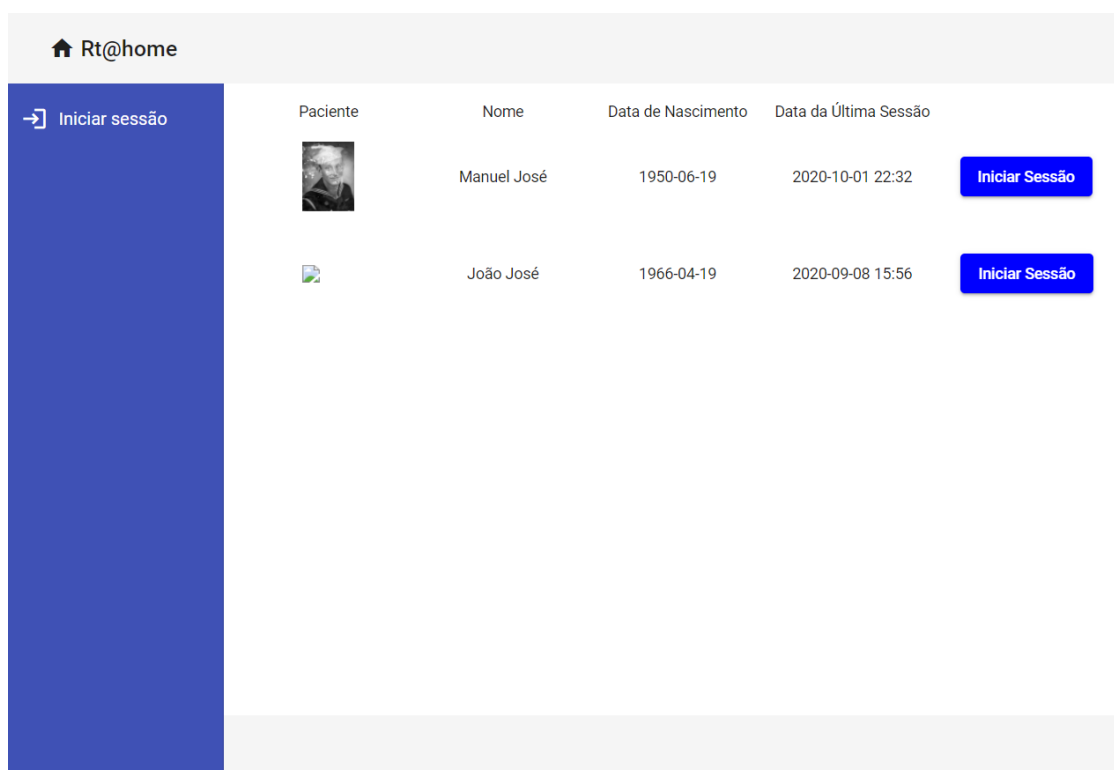 Rt@home
Iniciar sessão
Paciente Nome Data de Nascimento Data da Última Sessão
Manuel José 1950-06-19 2020-10-01 22:32 Iniciar Sessão
João José 1966-04-19 2020-09-08 15:56 Iniciar Sessão